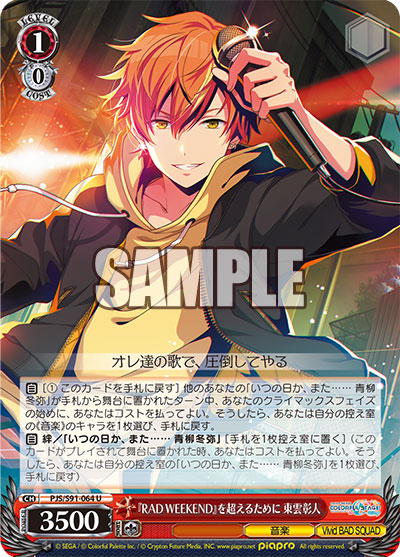 LEVEL
1
0
COST
SAMPLE
オレ達の歌で、圧倒してやる
自 [① このカードを手札に戻す] 他のあなたの「いつの日か、また…… 青柳
冬弥」が手札から舞台に置かれたターン中、あなたのクライマックスフェイズ
の始めに、あなたはコストを払ってよい。そうしたら、あなたは自分の控え室
の《音楽》のキャラを1枚選び、手札に戻す。
自 絆／「いつの日か、また…… 青柳冬弥」 [手札を1枚控え室に置く] (この
カードがプレイされて舞台に置かれた時、あなたはコストを払ってよい。そ
うしたら、あなたは自分の控え室の「いつの日か、また…… 青柳冬弥」を1枚
選び、手札に戻す)
CH PJS/S91-064 U
『RAD WEEKEND』を超えるために 東雲彰人
COLORFUL STAGE!
POWER
3500
音楽
Vivid BAD SQUAD
© SEGA / © Colorful Palette Inc. / © Crypton Future Media, INC. www.piapro.net piapro All rights reserved.